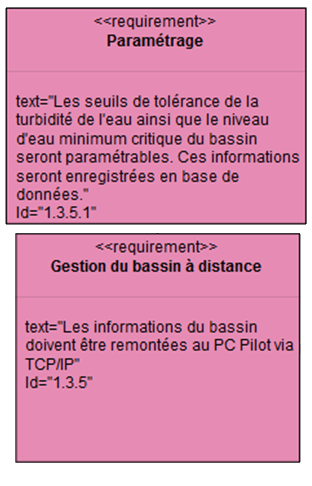 <<requirement>>
Paramétrage
text="Les seuils de tolérance de la
turbidité de l'eau ainsi que le niveau
d'eau minimum critique du bassin
seront paramétrables. Ces informations
seront enregistrées en base de
données."
Id="1.3.5.1"
<<requirement>>
Gestion du bassin à distance
text="Les informations du bassin
doivent être remontées au PC Pilot via
TCP/IP"
Id="1.3.5"